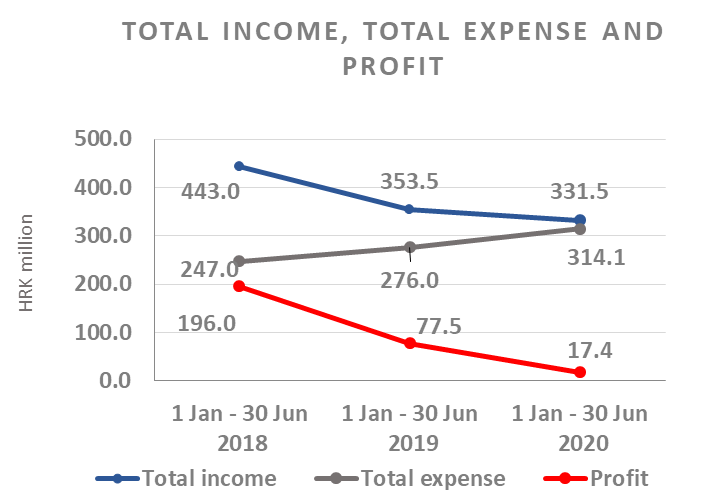 TOTAL INCOME, TOTAL EXPENSE AND
PROFIT
HRK million
500.0
400.0
300.0
200.0
100.0
0.0
443.0
353.5
331.5
247.0
276.0
314.1
196.0
77.5
17.4
1 Jan - 30 Jun 1 Jan - 30 Jun 1 Jan - 30 Jun
2018 2019 2020
Total income Total expense Profit